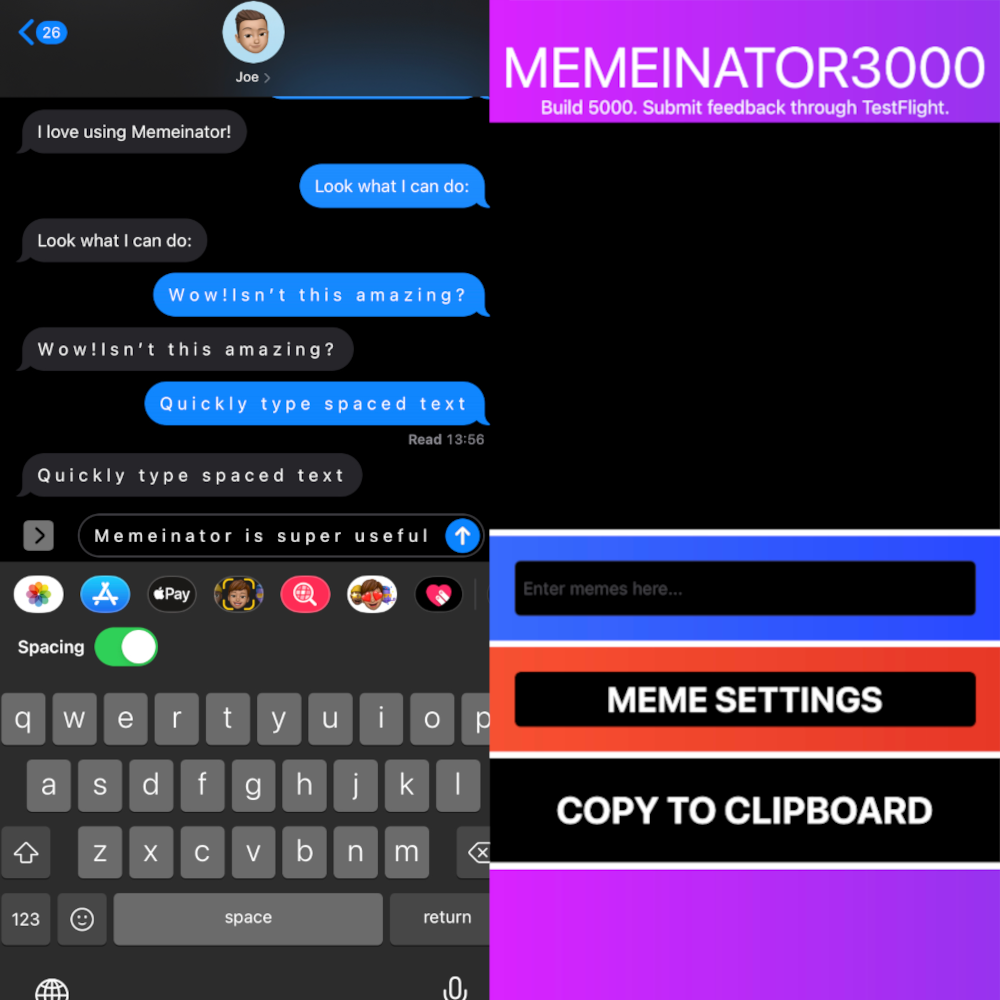 26
Joe >
I love using Memeinator!
Look what I can do:
Look what I can do:
W o w ! I s n ’ t  t h i s  a m a z i n g ?
W o w ! I s n ’ t  t h i s  a m a z i n g ?
Q u i c k l y  t y p e  s p a c e d  t e x t
Read 13:56
Q u i c k l y  t y p e  s p a c e d  t e x t
M e m e i n a t o r  i s  s u p e r  u s e f u l
Pay
Spacing
q w e r t y u i o p
a s d f g h j k l
z x c v b n m
123 space return
MEMEINATOR3000
Build 5000. Submit feedback through TestFlight.
Enter memes here...
MEME SETTINGS
COPY TO CLIPBOARD